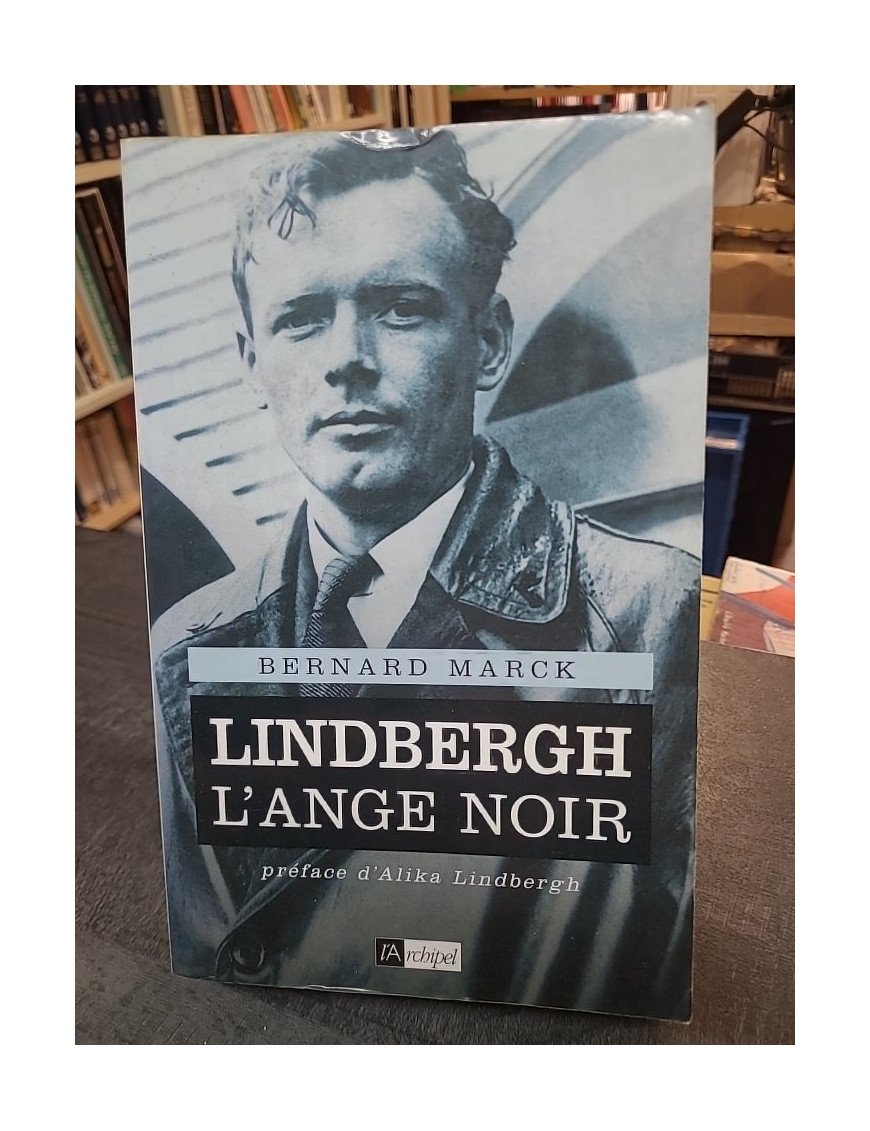 BERNARD MARCK
LINDBERGH
L'ANGE NOIR
préface d'Alika Lindbergh
l'Archipel